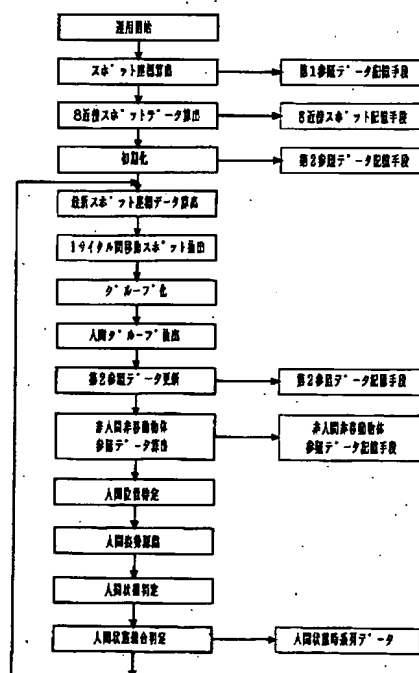 運用開始
スポット座標算出
第1参照データ記憶手段
8近傍スポットデータ算出
8近傍スポット記憶手段
初期化
第2参照データ記憶手段
最新スポット座標データ算出
1サイクル間移動スポット抽出
グループ化
人間グループ抽出
第2参照データ更新
第2参照データ記憶手段
非人間非移動物体
参照データ算出
非人間非移動物体
参照データ記憶手段
人間位置特定
人間姿勢認識
人間状態判定
人間状態総合判定
人間状態時系列データ